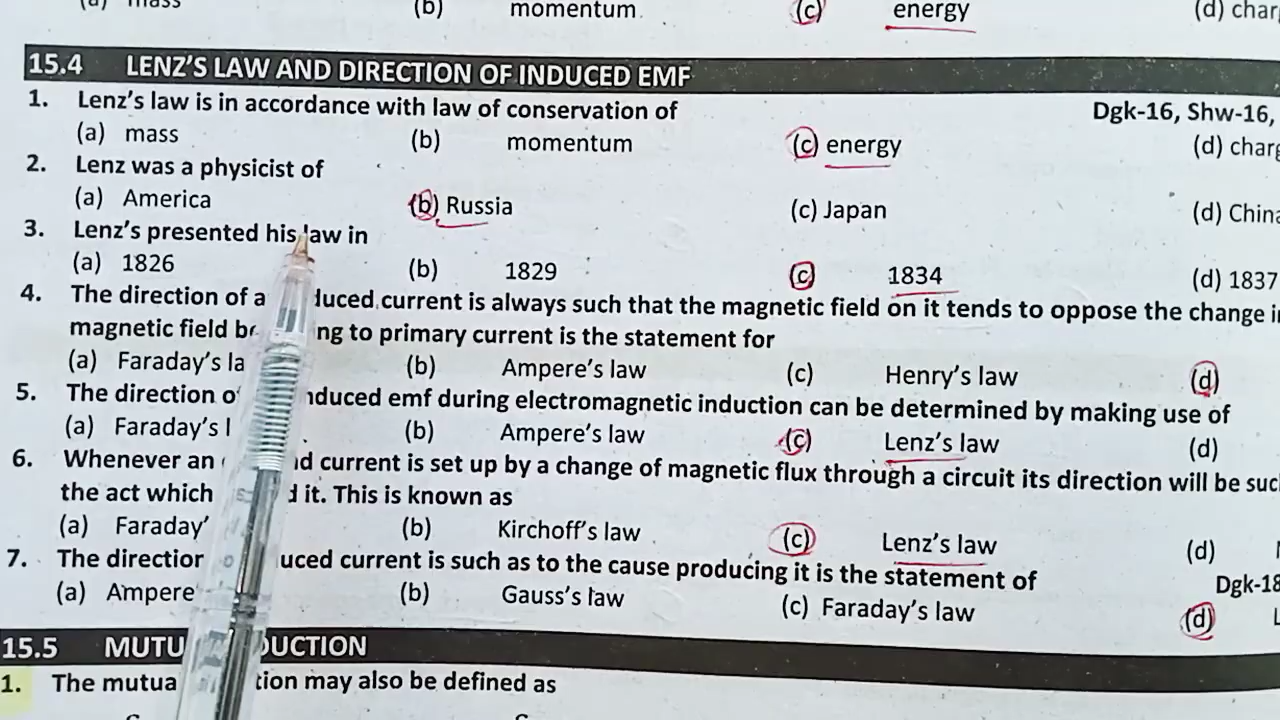 (b) momentum (c) energy (d) char
15.4 LENZ'S LAW AND DIRECTION OF INDUCED EMF
1. Lenz's law is in accordance with law of conservation of Dgk-16, Shw-16,
(a) mass (b) momentum (c) energy (d) charg
2. Lenz was a physicist of
(a) America (b) Russia (c) Japan (d) China
3. Lenz's presented his law in
(a) 1826 (b) 1829 (c) 1834 (d) 1837
4. The direction of a duced current is always such that the magnetic field on it tends to oppose the change i
magnetic field be ng to primary current is the statement for
(a) Faraday's la (b) Ampere's law (c) Henry's law (d)
5. The direction o nduced emf during electromagnetic induction can be determined by making use of
(a) Faraday's l (b) Ampere's law (c) Lenz's law (d)
6. Whenever an d current is set up by a change of magnetic flux through a circuit its direction will be suc
the act which d it. This is known as
(a) Faraday' (b) Kirchoff's law (c) Lenz's law (d)
7. The direction uced current is such as to the cause producing it is the statement of Dgk-18
(a) Ampere (b) Gauss's law (c) Faraday's law (d) L
15.5 MUTU DUCTION
1. The mutua tion may also be defined as